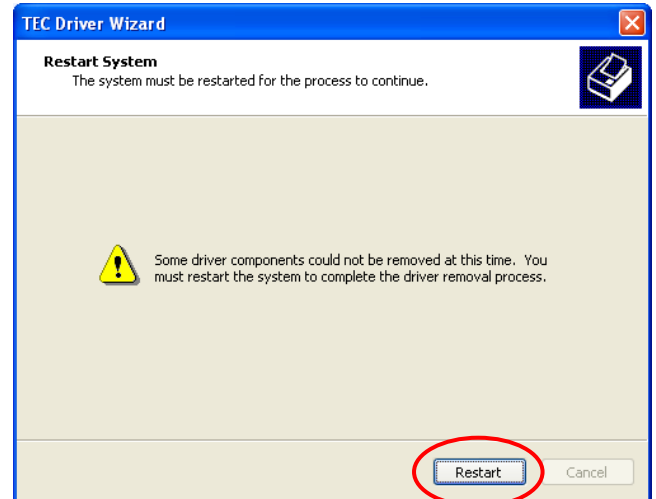 TEC Driver Wizard
Restart System
The system must be restarted for the process to continue.
Some driver components could not be removed at this time. You
must restart the system to complete the driver removal process.
Restart
Cancel